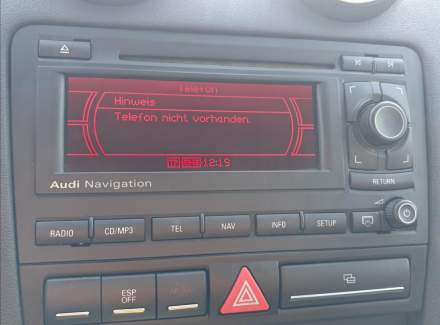 Telefon
Hinweis
Telefon nicht vorhanden.
12:19
Audi Navigation
RETURN
RADIO
CD/MP3
TEL
NAV
INFO
SETUP
ESP
OFF